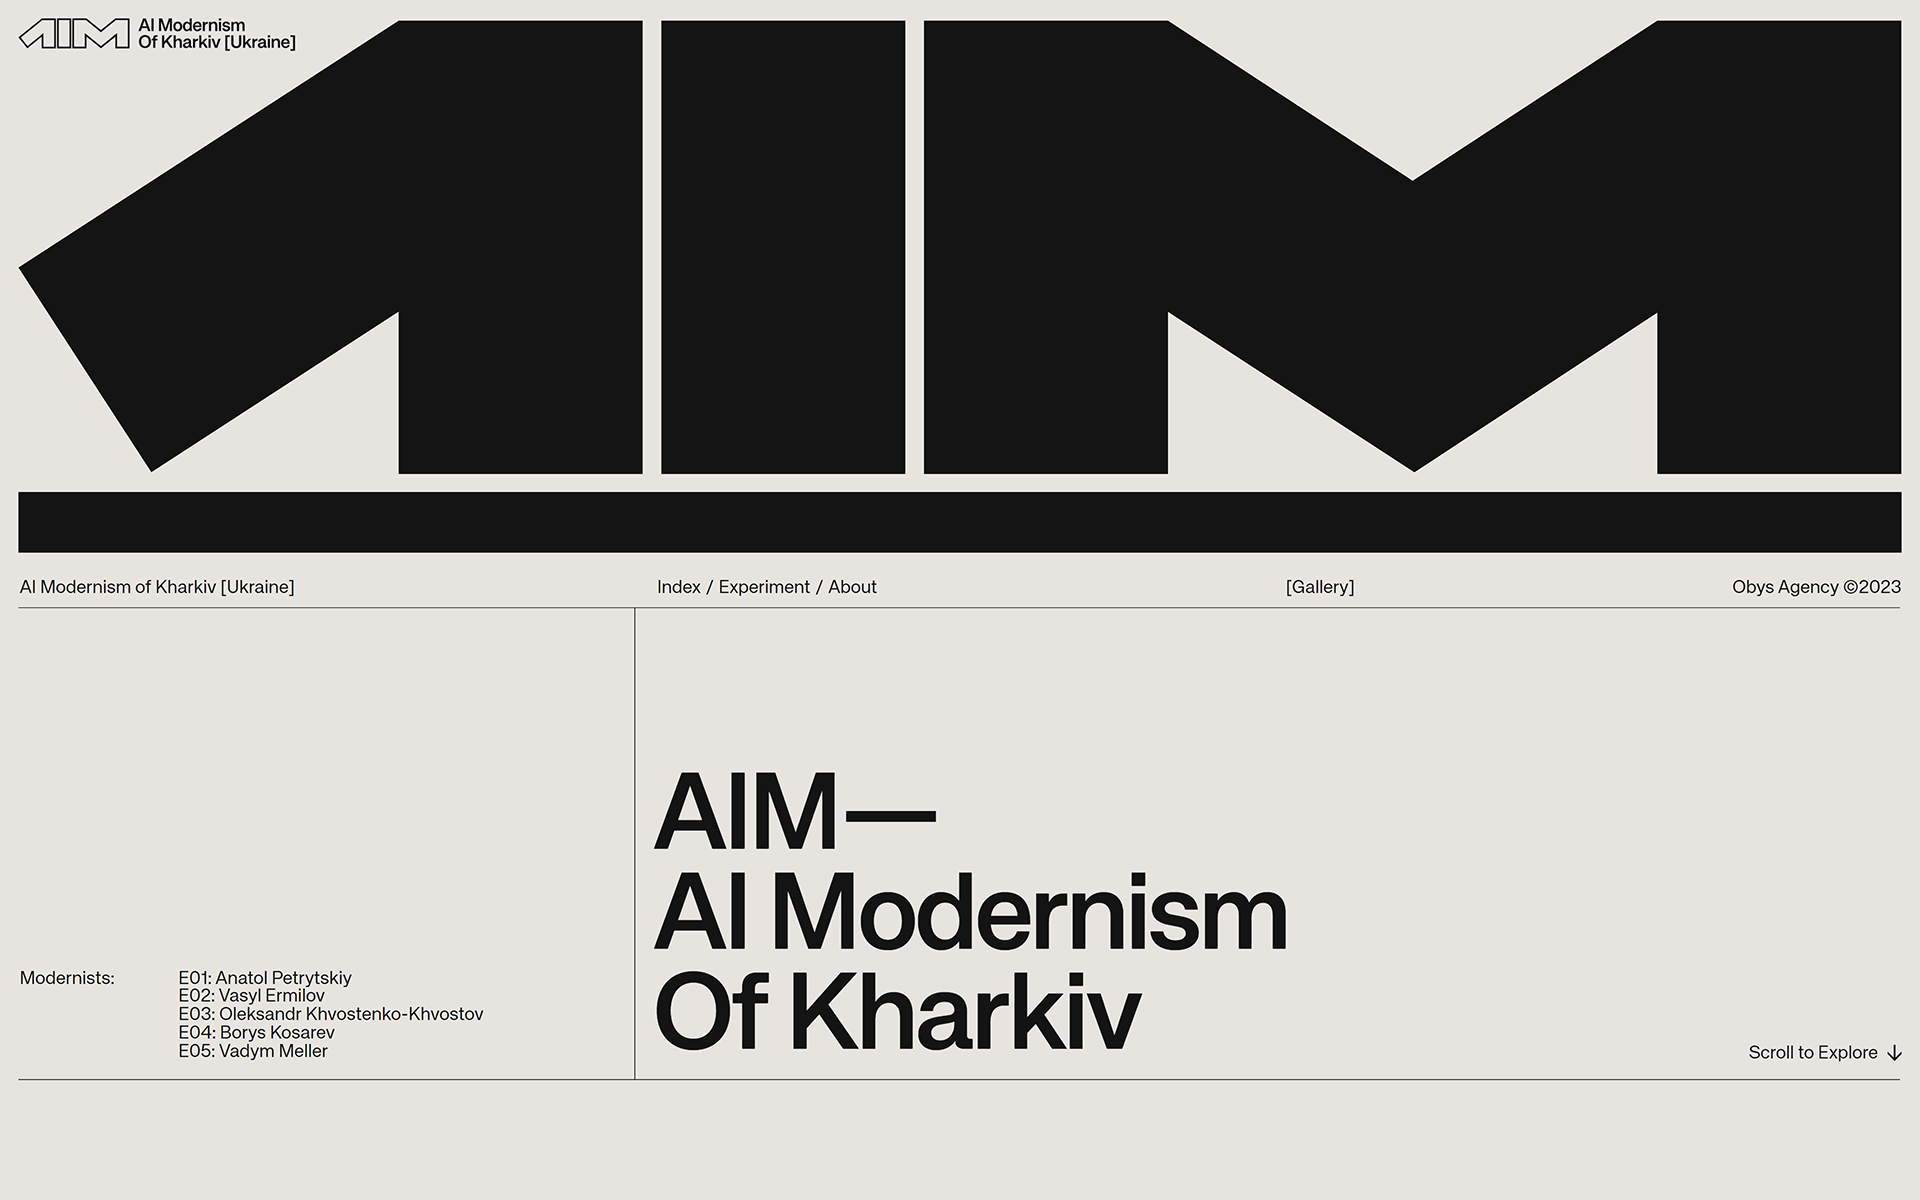 AIM
AI Modernism
Of Kharkiv [Ukraine]
AIM
AI Modernism of Kharkiv [Ukraine]
Index / Experiment / About
[Gallery]
Obys Agency ©2023
AIM—
AI Modernism
Of Kharkiv
Modernists:
E01: Anatol Petrytskiy
E02: Vasyl Ermilov
E03: Oleksandr Khvostenko-Khvostov
E04: Borys Kosarev
E05: Vadym Meller
Scroll to Explore ↓